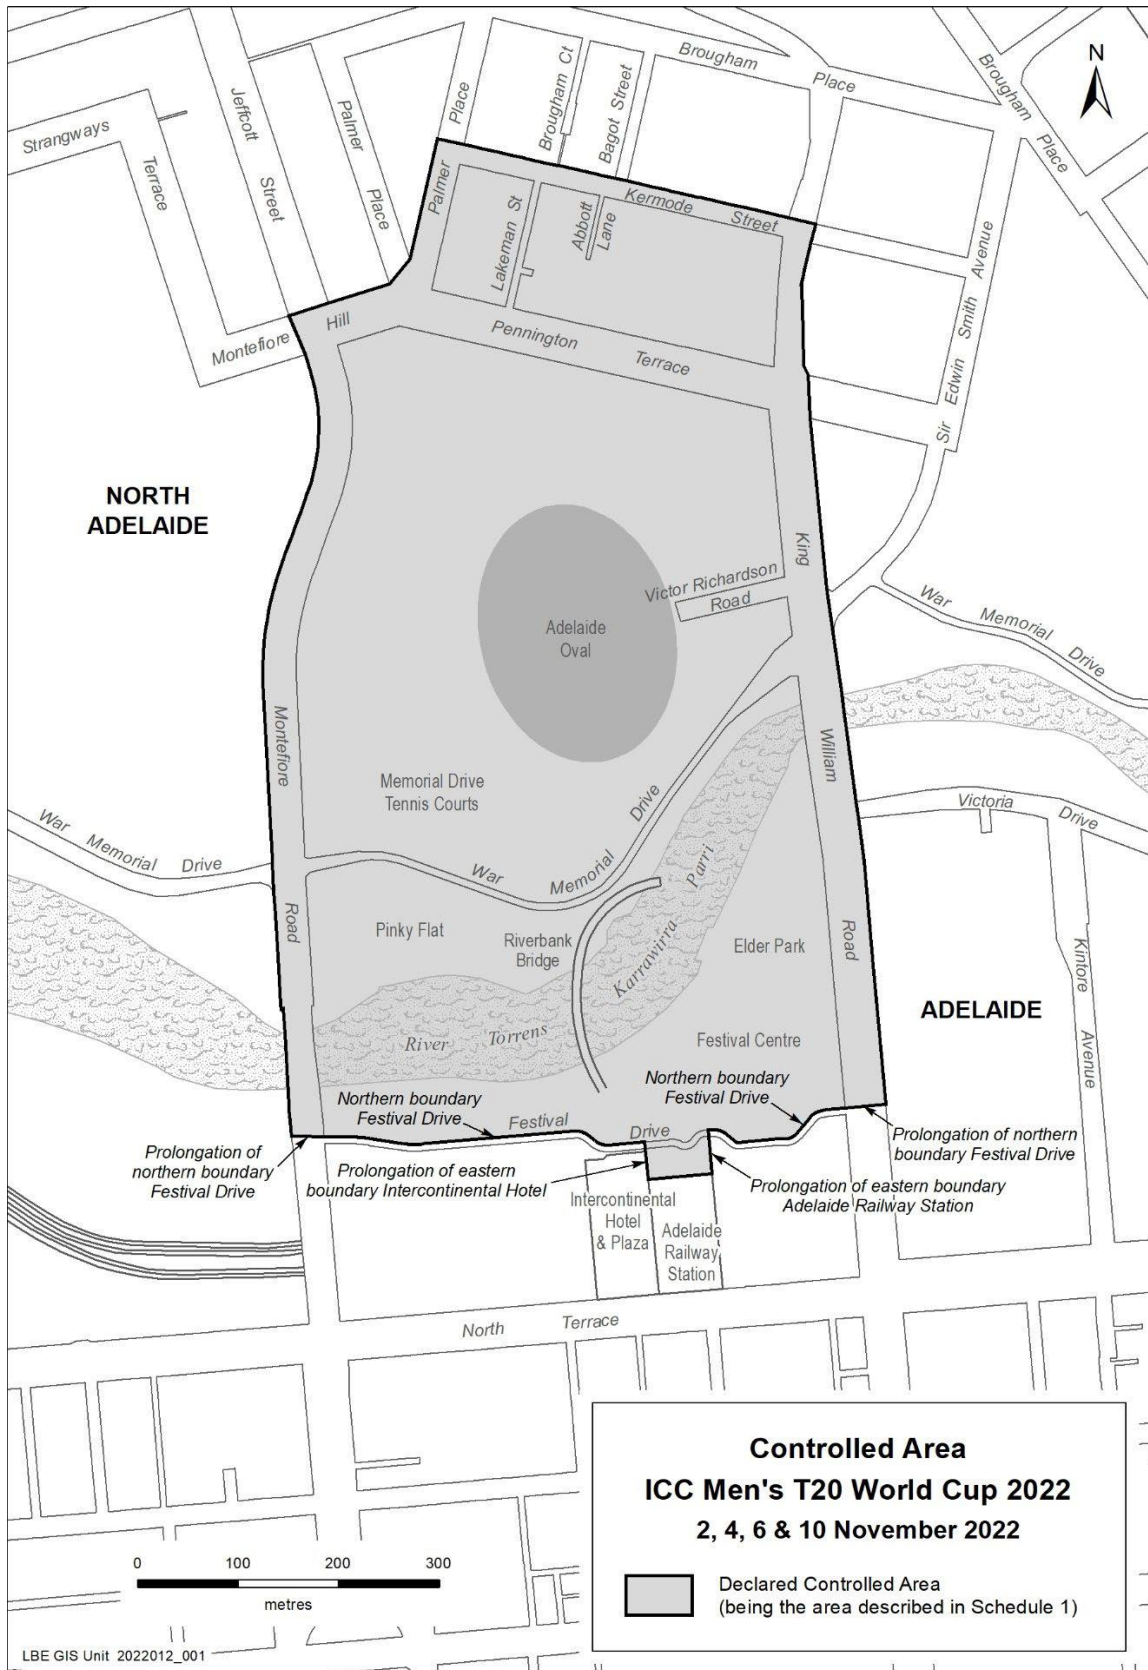 Brougham
Place
N
Brougham
Place
Strangways
Terrace
Jeffcott
Street
Palmer
Place
Place
Brougham Ct
Bagot Street
Palmer
Lakeman St
Abbott
Lane
Kermode
Street
Sir Edwin Smith Avenue
Montefiore
Hill
Pennington
Terrace
NORTH
ADELAIDE
King
Victor Richardson
Road
War Memorial Drive
Adelaide
Oval
Montefiore
William
Memorial Drive
Tennis Courts
Drive
Victoria
Drive
War Memorial Drive
War
Memorial
Parri
Road
Pinky Flat
Riverbank
Bridge
Karrawirra
Elder Park
Road
Kintore
Avenue
ADELAIDE
River
Torrens
Festival Centre
Northern boundary
Festival Drive
Northern boundary
Festival Drive
Festival
Drive
Prolongation of
northern boundary
Festival Drive
Prolongation of eastern
boundary Intercontinental Hotel
Prolongation of northern
boundary Festival Drive
Prolongation of eastern boundary
Adelaide Railway Station
Intercontinental
Hotel
& Plaza
Adelaide
Railway
Station
North
Terrace
Controlled Area
ICC Men's T20 World Cup 2022
2, 4, 6 & 10 November 2022
Declared Controlled Area
(being the area described in Schedule 1)
0 100 200 300
metres
LBE GIS Unit 2022012_001